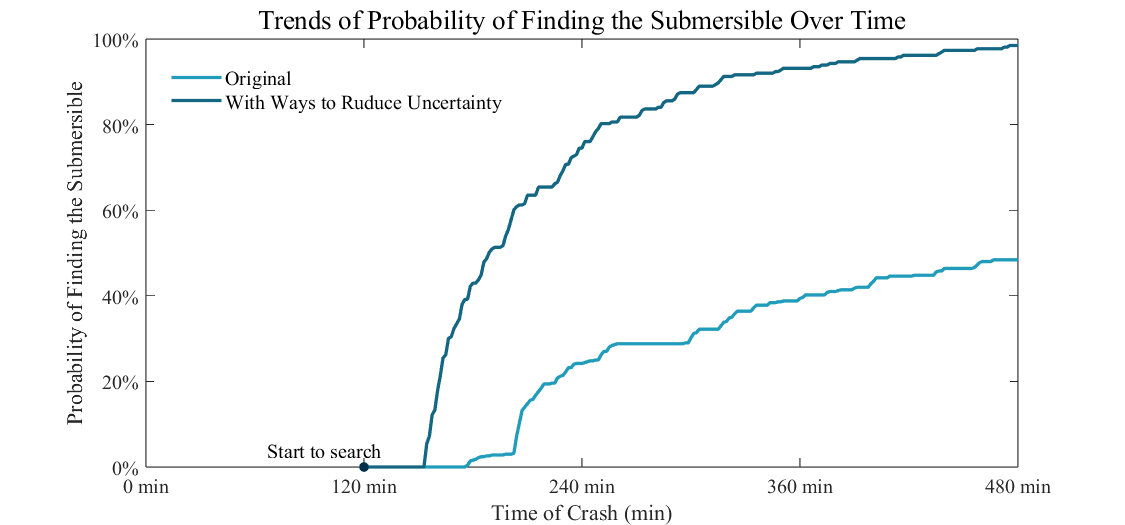 Trends of Probability of Finding the Submersible Over Time
100%
80%
60%
40%
20%
0%
Probability of Finding the Submersible
Original
With Ways to Ruduce Uncertainty
Start to search
0 min
120 min
240 min
360 min
480 min
Time of Crash (min)